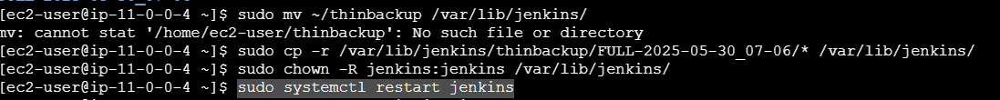 [ec2-user@ip-11-0-0-4 ~]$ sudo mv ~/thinbackup /var/lib/jenkins/
mv: cannot stat '/home/ec2-user/thinbackup': No such file or directory
[ec2-user@ip-11-0-0-4 ~]$ sudo cp -r /var/lib/jenkins/thinbackup/FULL-2025-05-30_07-06/* /var/lib/jenkins/
[ec2-user@ip-11-0-0-4 ~]$ sudo chown -R jenkins:jenkins /var/lib/jenkins/
[ec2-user@ip-11-0-0-4 ~]$ sudo systemctl restart jenkins